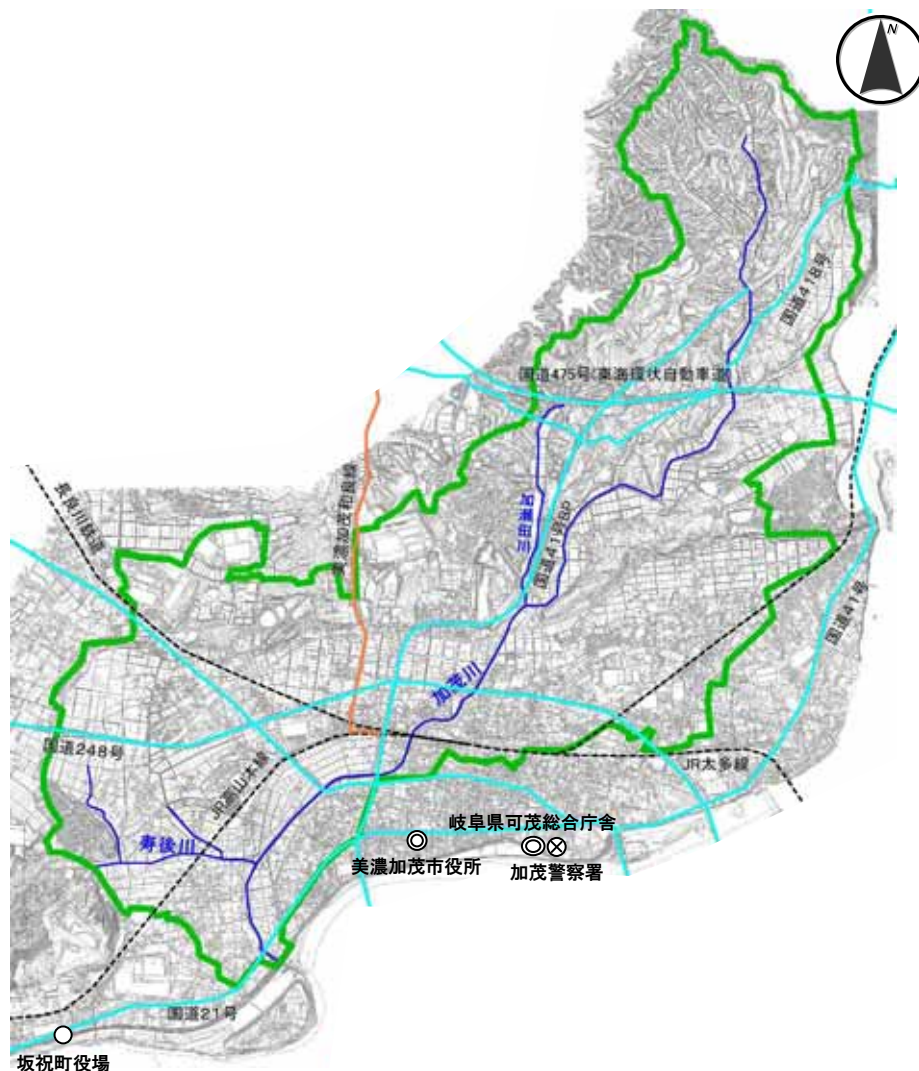 N
国道418号
国道475号(東海環状自動車道)
長良川鉄道
美濃加茂和良線
加瀬田川
国道41号BP
国道41号
加茂川
国道248号
JR高山本線
JR太多線
寿後川
岐阜県可茂総合庁舎
美濃加茂市役所
加茂警察署
国道21号
坂祝町役場